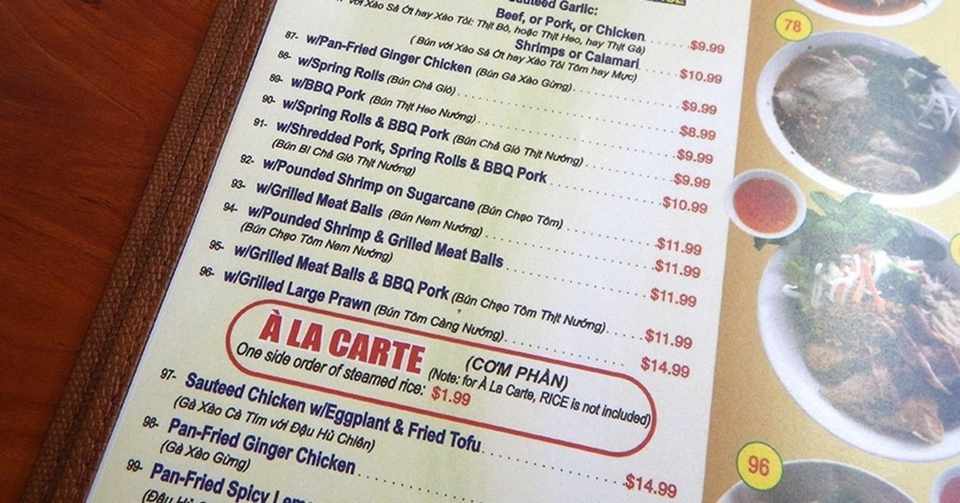 Sauteed Garlic:
Beef, or Pork, or Chicken $9.99
với Xào Sả Ớt hay Xào Tỏi: Thịt Bò, hoặc Thịt Heo, hay Thịt Gà)
Shrimps or Calamari $10.99
(Bún với Xào Sả Ớt hay Xào Tỏi Tôm hay Mực)
87- w/Pan-Fried Ginger Chicken (Bún Gà Xào Gừng) $9.99
88- w/Spring Rolls (Bún Chả Giò) $8.99
89- w/BBQ Pork (Bún Thịt Heo Nướng) $9.99
90- w/Spring Rolls & BBQ Pork (Bún Chả Giò Thịt Nướng) $9.99
91- w/Shredded Pork, Spring Rolls & BBQ Pork $10.99
(Bún Bì Chả Giò Thịt Nướng)
92- w/Pounded Shrimp on Sugarcane (Bún Chạo Tôm) $11.99
93- w/Grilled Meat Balls (Bún Nem Nướng) $11.99
94- w/Pounded Shrimp & Grilled Meat Balls $11.99
(Bún Chạo Tôm Nem Nướng)
95- w/Grilled Meat Balls & BBQ Pork (Bún Chạo Tôm Thịt Nướng) $11.99
96- w/Grilled Large Prawn (Bún Tôm Càng Nướng) $14.99
À LA CARTE (CƠM PHẦN)
One side order of steamed rice: $1.99 (Note: for À La Carte, RICE is not included)
97- Sauteed Chicken w/Eggplant & Fried Tofu $14.99
(Gà Xào Cà Tím với Đậu Hủ Chiên)
98- Pan-Fried Ginger Chicken
(Gà Xào Gừng)
99- Pan-Fried Spicy
(Đậu Hủ
78
96